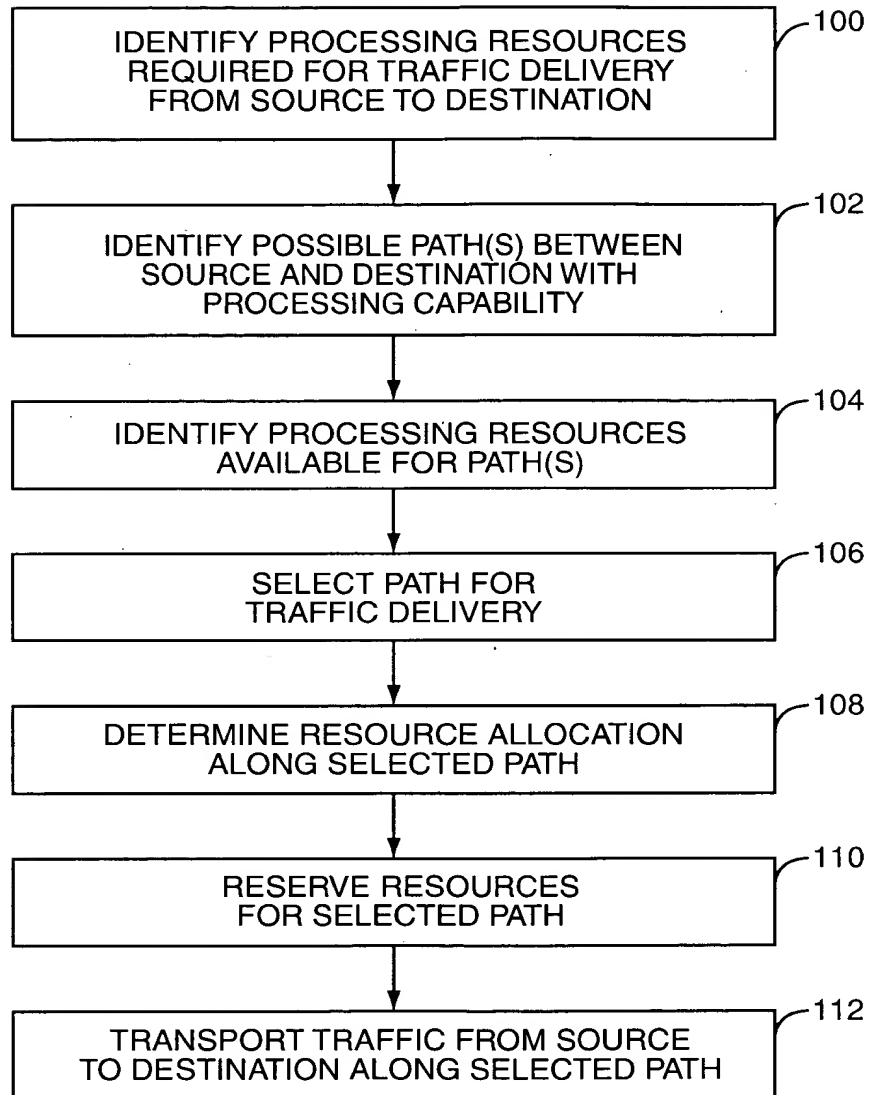 100
IDENTIFY PROCESSING RESOURCES
REQUIRED FOR TRAFFIC DELIVERY
FROM SOURCE TO DESTINATION
102
IDENTIFY POSSIBLE PATH(S) BETWEEN
SOURCE AND DESTINATION WITH
PROCESSING CAPABILITY
104
IDENTIFY PROCESSING RESOURCES
AVAILABLE FOR PATH(S)
106
SELECT PATH FOR
TRAFFIC DELIVERY
108
DETERMINE RESOURCE ALLOCATION
ALONG SELECTED PATH
110
RESERVE RESOURCES
FOR SELECTED PATH
112
TRANSPORT TRAFFIC FROM SOURCE
TO DESTINATION ALONG SELECTED PATH